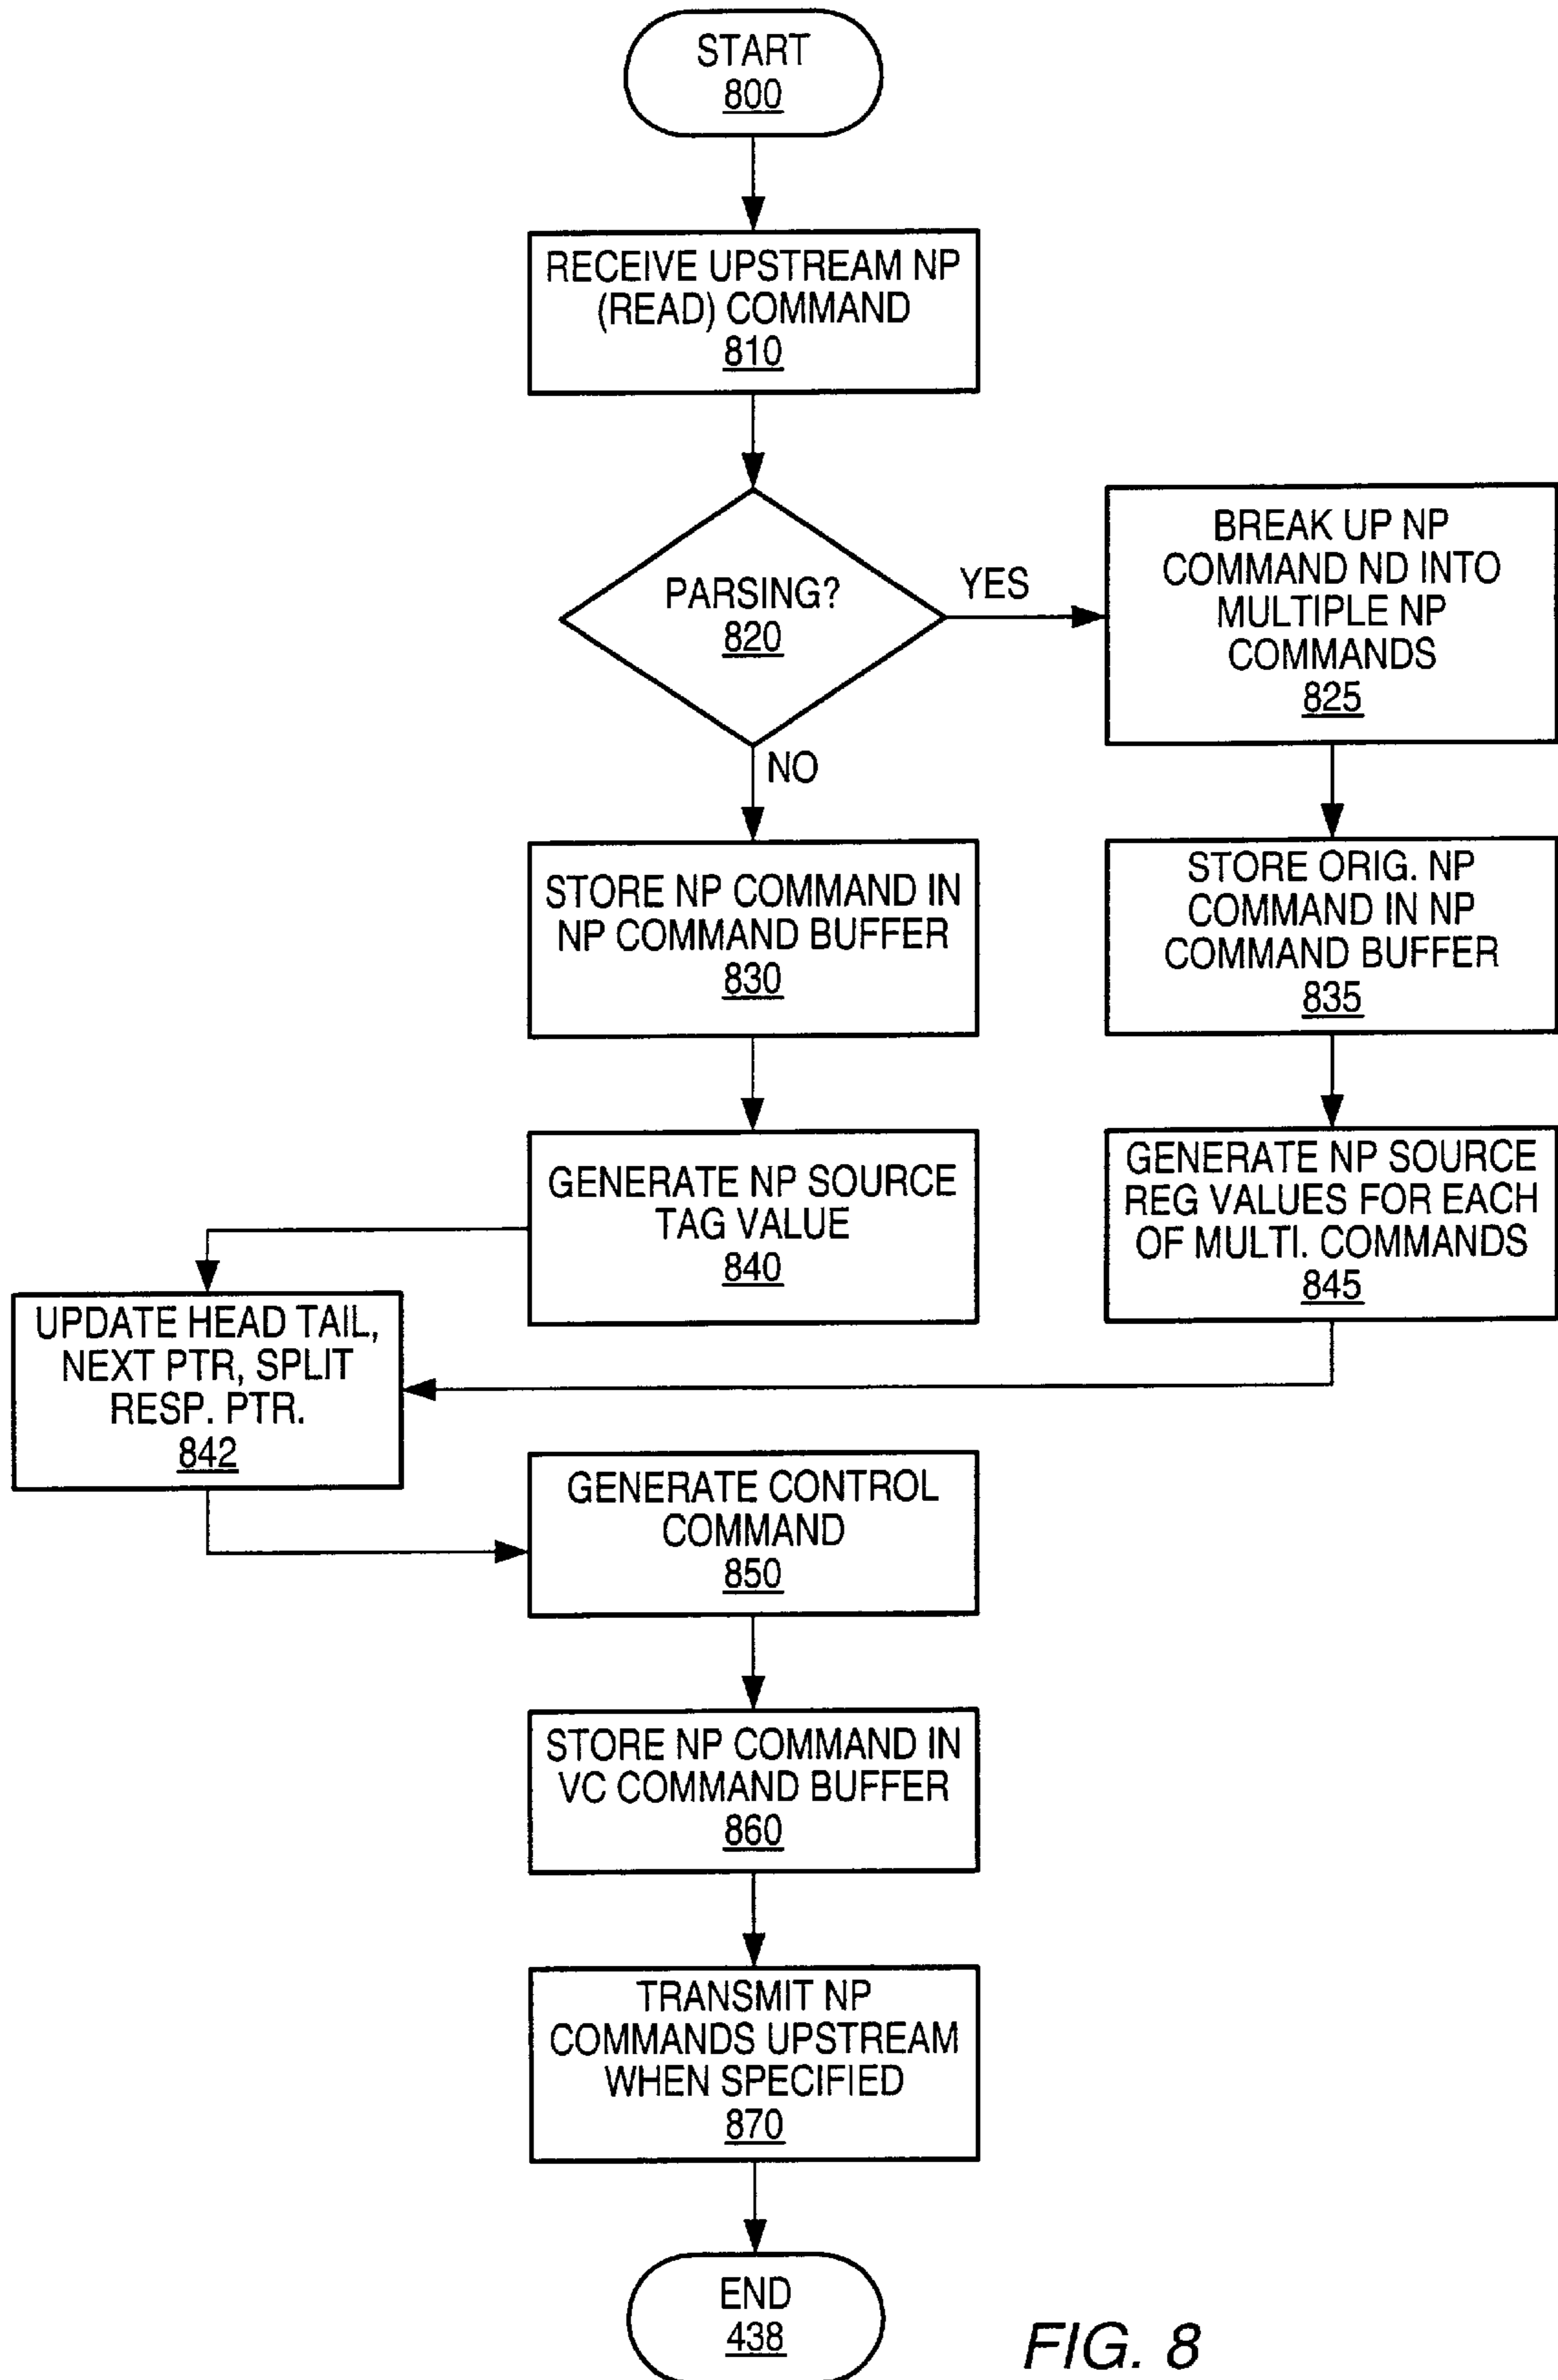 START
800
RECEIVE UPSTREAM NP
(READ) COMMAND
810
PARSING?
820
YES
BREAK UP NP
COMMAND ND INTO
MULTIPLE NP
COMMANDS
825
NO
STORE NP COMMAND IN
NP COMMAND BUFFER
830
STORE ORIG. NP
COMMAND IN NP
COMMAND BUFFER
835
GENERATE NP SOURCE
TAG VALUE
840
GENERATE NP SOURCE
REG VALUES FOR EACH
OF MULTI. COMMANDS
845
UPDATE HEAD TAIL,
NEXT PTR, SPLIT
RESP. PTR.
842
GENERATE CONTROL
COMMAND
850
STORE NP COMMAND IN
VC COMMAND BUFFER
860
TRANSMIT NP
COMMANDS UPSTREAM
WHEN SPECIFIED
870
END
438
FIG. 8